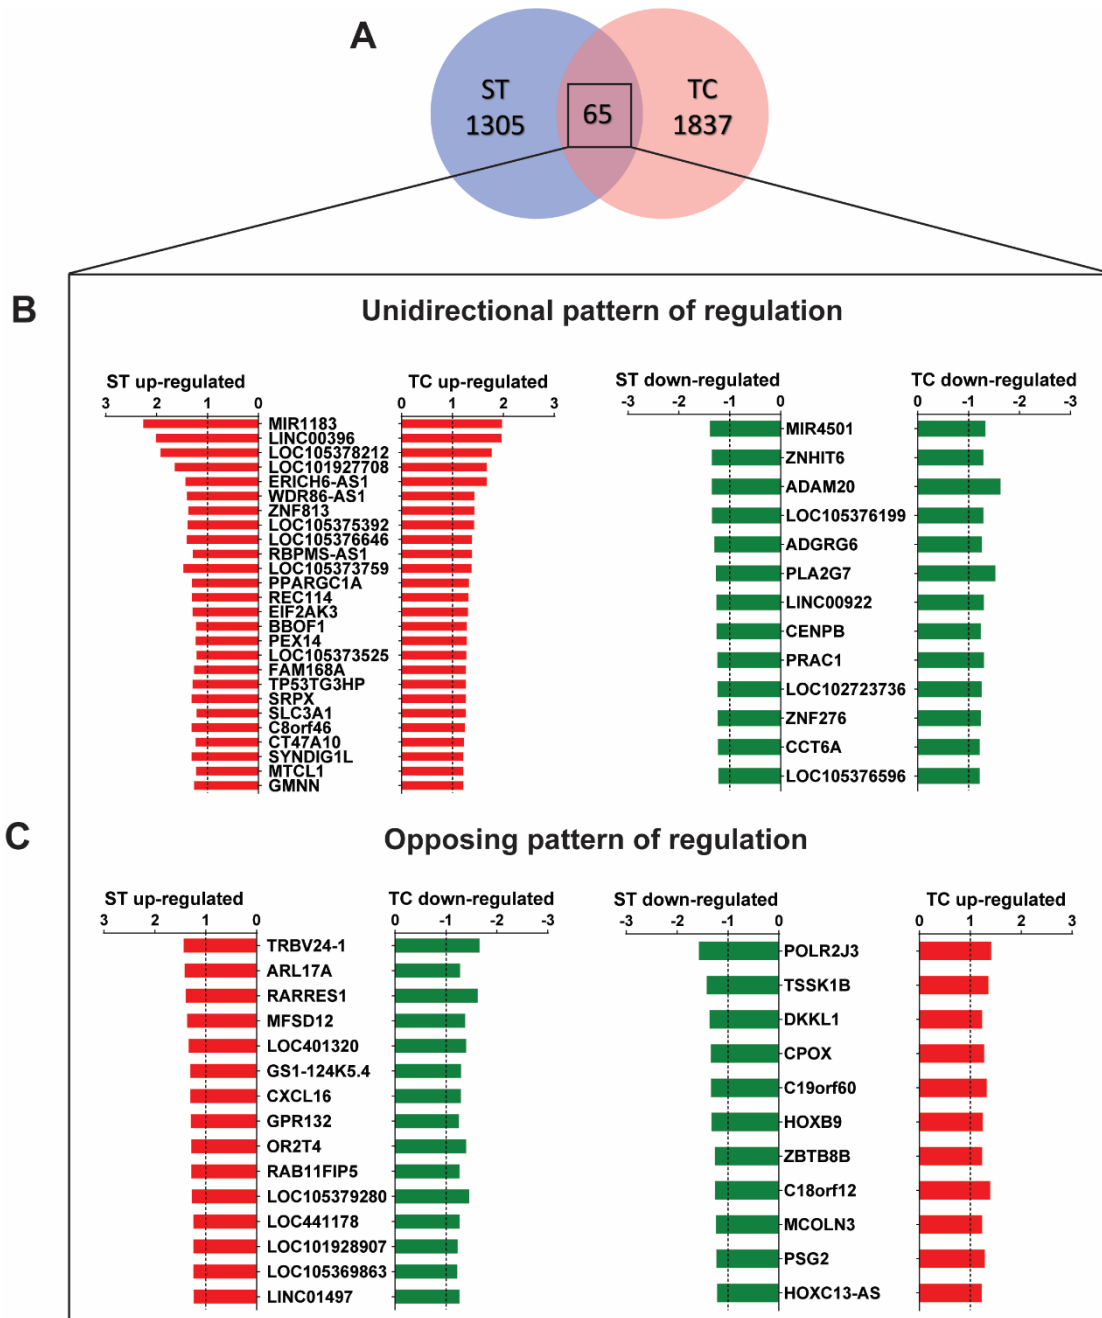 A
ST
1305
65
TC
1837
B
Unidirectional pattern of regulation
ST up-regulated
3 2 1 0
TC up-regulated
0 1 2 3
MIR1183
LINC00396
LOC105378212
LOC101927708
ERICH6-AS1
WDR86-AS1
ZNF813
LOC105375392
LOC105376646
RBPMS-AS1
LOC105373759
PPARGC1A
REC114
EIF2AK3
BBOF1
PEX14
LOC105373525
FAM168A
TP53TG3HP
SRPX
SLC3A1
C8orf46
CT47A10
SYNDIG1L
MTCL1
GMNN
ST down-regulated
-3 -2 -1 0
TC down-regulated
0 -1 -2 -3
MIR4501
ZNHIT6
ADAM20
LOC105376199
ADGRG6
PLA2G7
LINC00922
CENPB
PRAC1
LOC102723736
ZNF276
CCT6A
LOC105376596
C
Opposing pattern of regulation
ST up-regulated
3 2 1 0
TC down-regulated
0 -1 -2 -3
TRBV24-1
ARL17A
RARRES1
MFSD12
LOC401320
GS1-124K5.4
CXCL16
GPR132
OR2T4
RAB11FIP5
LOC105379280
LOC441178
LOC101928907
LOC105369863
LINC01497
ST down-regulated
-3 -2 -1 0
TC up-regulated
0 1 2 3
POLR2J3
TSSK1B
DKKL1
CPOX
C19orf60
HOXB9
ZBTB8B
C18orf12
MCOLN3
PSG2
HOXC13-AS